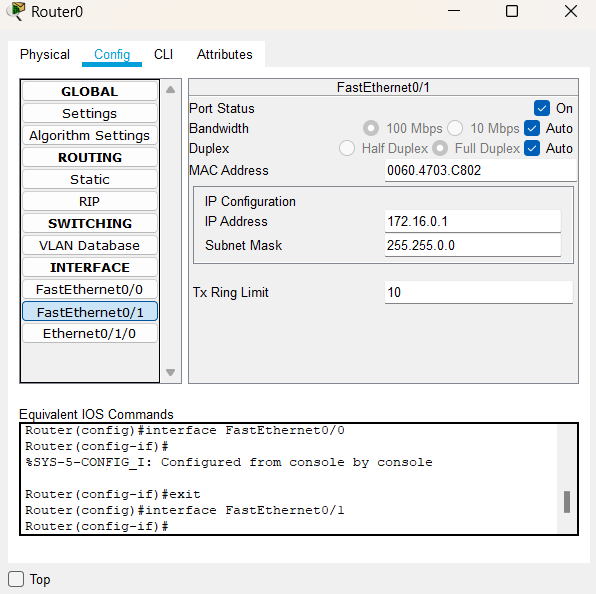 Router0
Physical Config CLI Attributes
GLOBAL
Settings
Algorithm Settings
ROUTING
Static
RIP
SWITCHING
VLAN Database
INTERFACE
FastEthernet0/0
FastEthernet0/1
Ethernet0/1/0
FastEthernet0/1
Port Status On
Bandwidth 100 Mbps 10 Mbps Auto
Duplex Half Duplex Full Duplex Auto
MAC Address 0060.4703.C802
IP Configuration
IP Address 172.16.0.1
Subnet Mask 255.255.0.0
Tx Ring Limit 10
Equivalent IOS Commands
Router(config)#interface FastEthernet0/0
Router(config-if)#
%SYS-5-CONFIG_I: Configured from console by console
Router(config-if)#exit
Router(config)#interface FastEthernet0/1
Router(config-if)#
Top